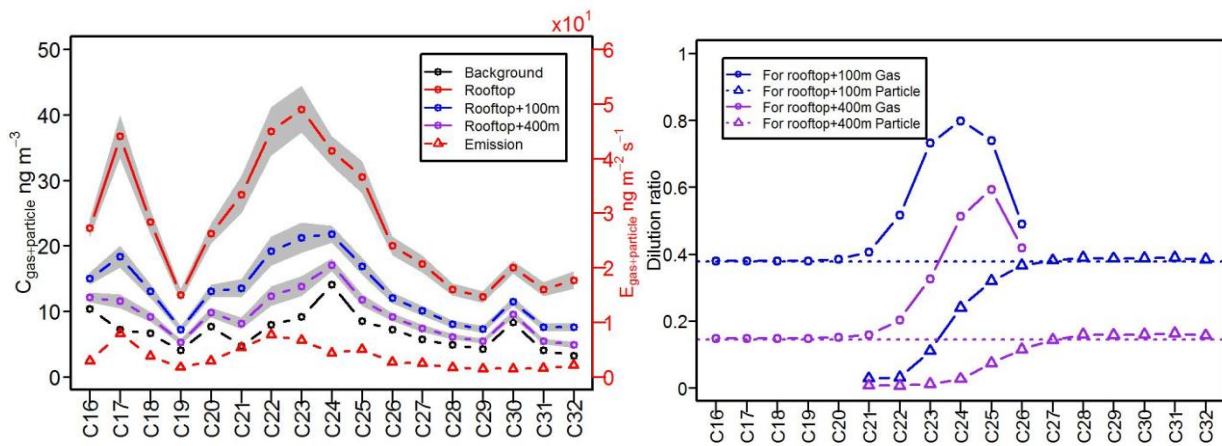 x10¹
50
40
30
20
10
0
C_gas+particle ng m⁻³
6
5
4
3
2
1
0
E_gas+particle ng m⁻² s⁻¹
Background
Rooftop
Rooftop+100m
Rooftop+400m
Emission
C16
C17
C18
C19
C20
C21
C22
C23
C24
C25
C26
C27
C28
C29
C30
C31
C32
1
0.8
0.6
0.4
0.2
0
Dilution ratio
For rooftop+100m Gas
For rooftop+100m Particle
For rooftop+400m Gas
For rooftop+400m Particle
C16
C17
C18
C19
C20
C21
C22
C23
C24
C25
C26
C27
C28
C29
C30
C31
C32